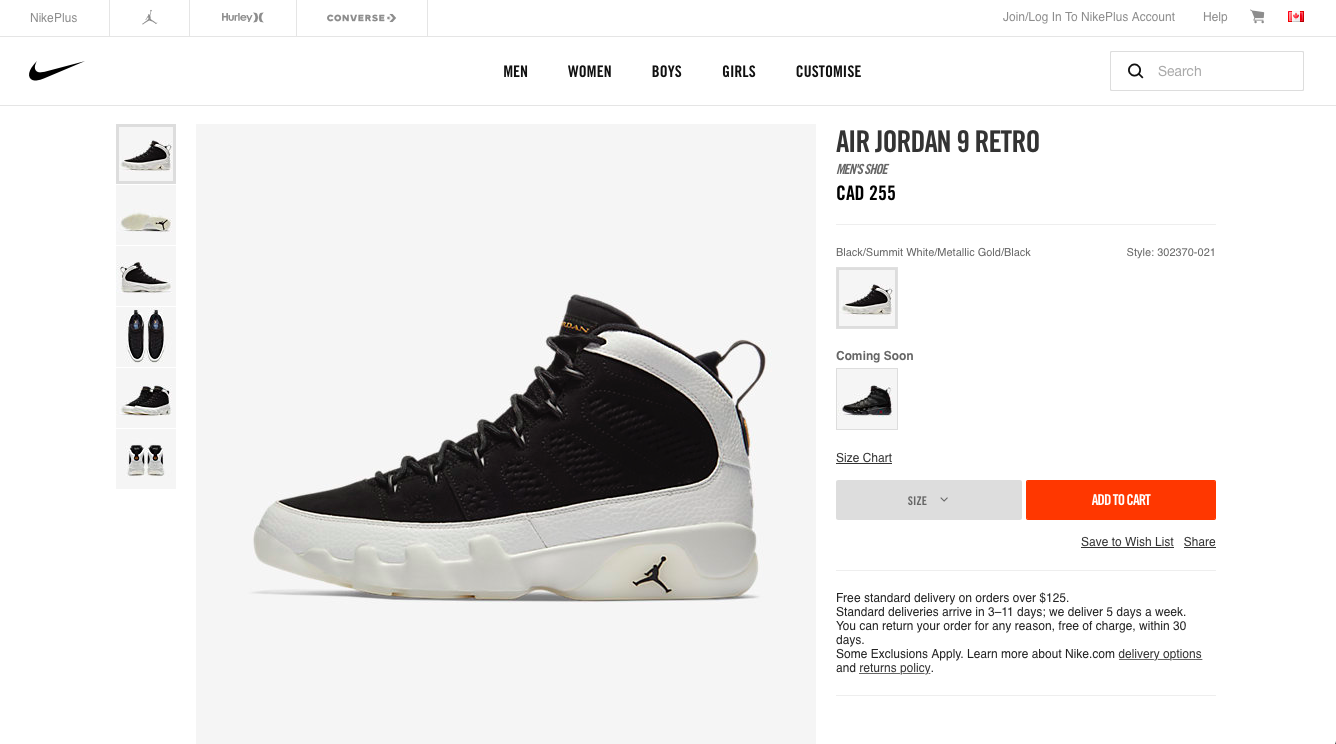 NikePlus
Hurley
CONVERSE
Join/Log In To NikePlus Account
Help
MEN
WOMEN
BOYS
GIRLS
CUSTOMISE
Search
AIR JORDAN 9 RETRO
MEN'S SHOE
CAD 255
Black/Summit White/Metallic Gold/Black
Style: 302370-021
Coming Soon
Size Chart
SIZE
ADD TO CART
Save to Wish List
Share
Free standard delivery on orders over $125.
Standard deliveries arrive in 3–11 days; we deliver 5 days a week.
You can return your order for any reason, free of charge, within 30
days.
Some Exclusions Apply. Learn more about Nike.com delivery options
and returns policy.